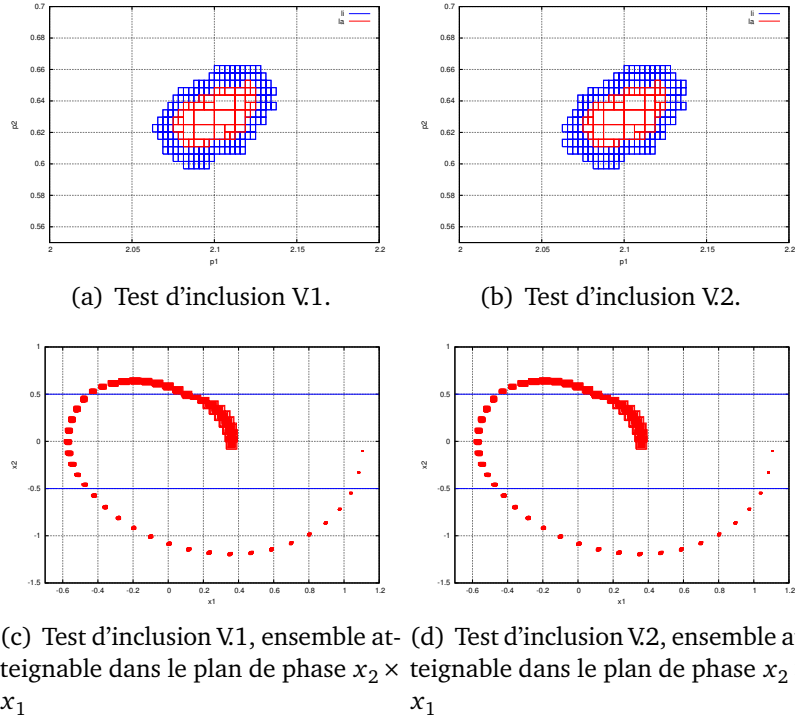 0.7
0.68
0.66
0.64
0.62
0.6
0.58
0.56
p2
2
2.05
2.1
2.15
2.2
p1
li
la
0.7
0.68
0.66
0.64
0.62
0.6
0.58
0.56
p2
2
2.05
2.1
2.15
2.2
p1
li
la
(a) Test d'inclusion V.1.
(b) Test d'inclusion V.2.
1
0.5
0
-0.5
-1
-1.5
x2
-0.6
-0.4
-0.2
0
0.2
0.4
0.6
0.8
1
1.2
x1
1
0.5
0
-0.5
-1
-1.5
x2
-0.6
-0.4
-0.2
0
0.2
0.4
0.6
0.8
1
1.2
x1
(c) Test d'inclusion V.1, ensemble at-
teignable dans le plan de phase x₂ ×
x₁
(d) Test d'inclusion V.2, ensemble a
teignable dans le plan de phase x₂
x₁